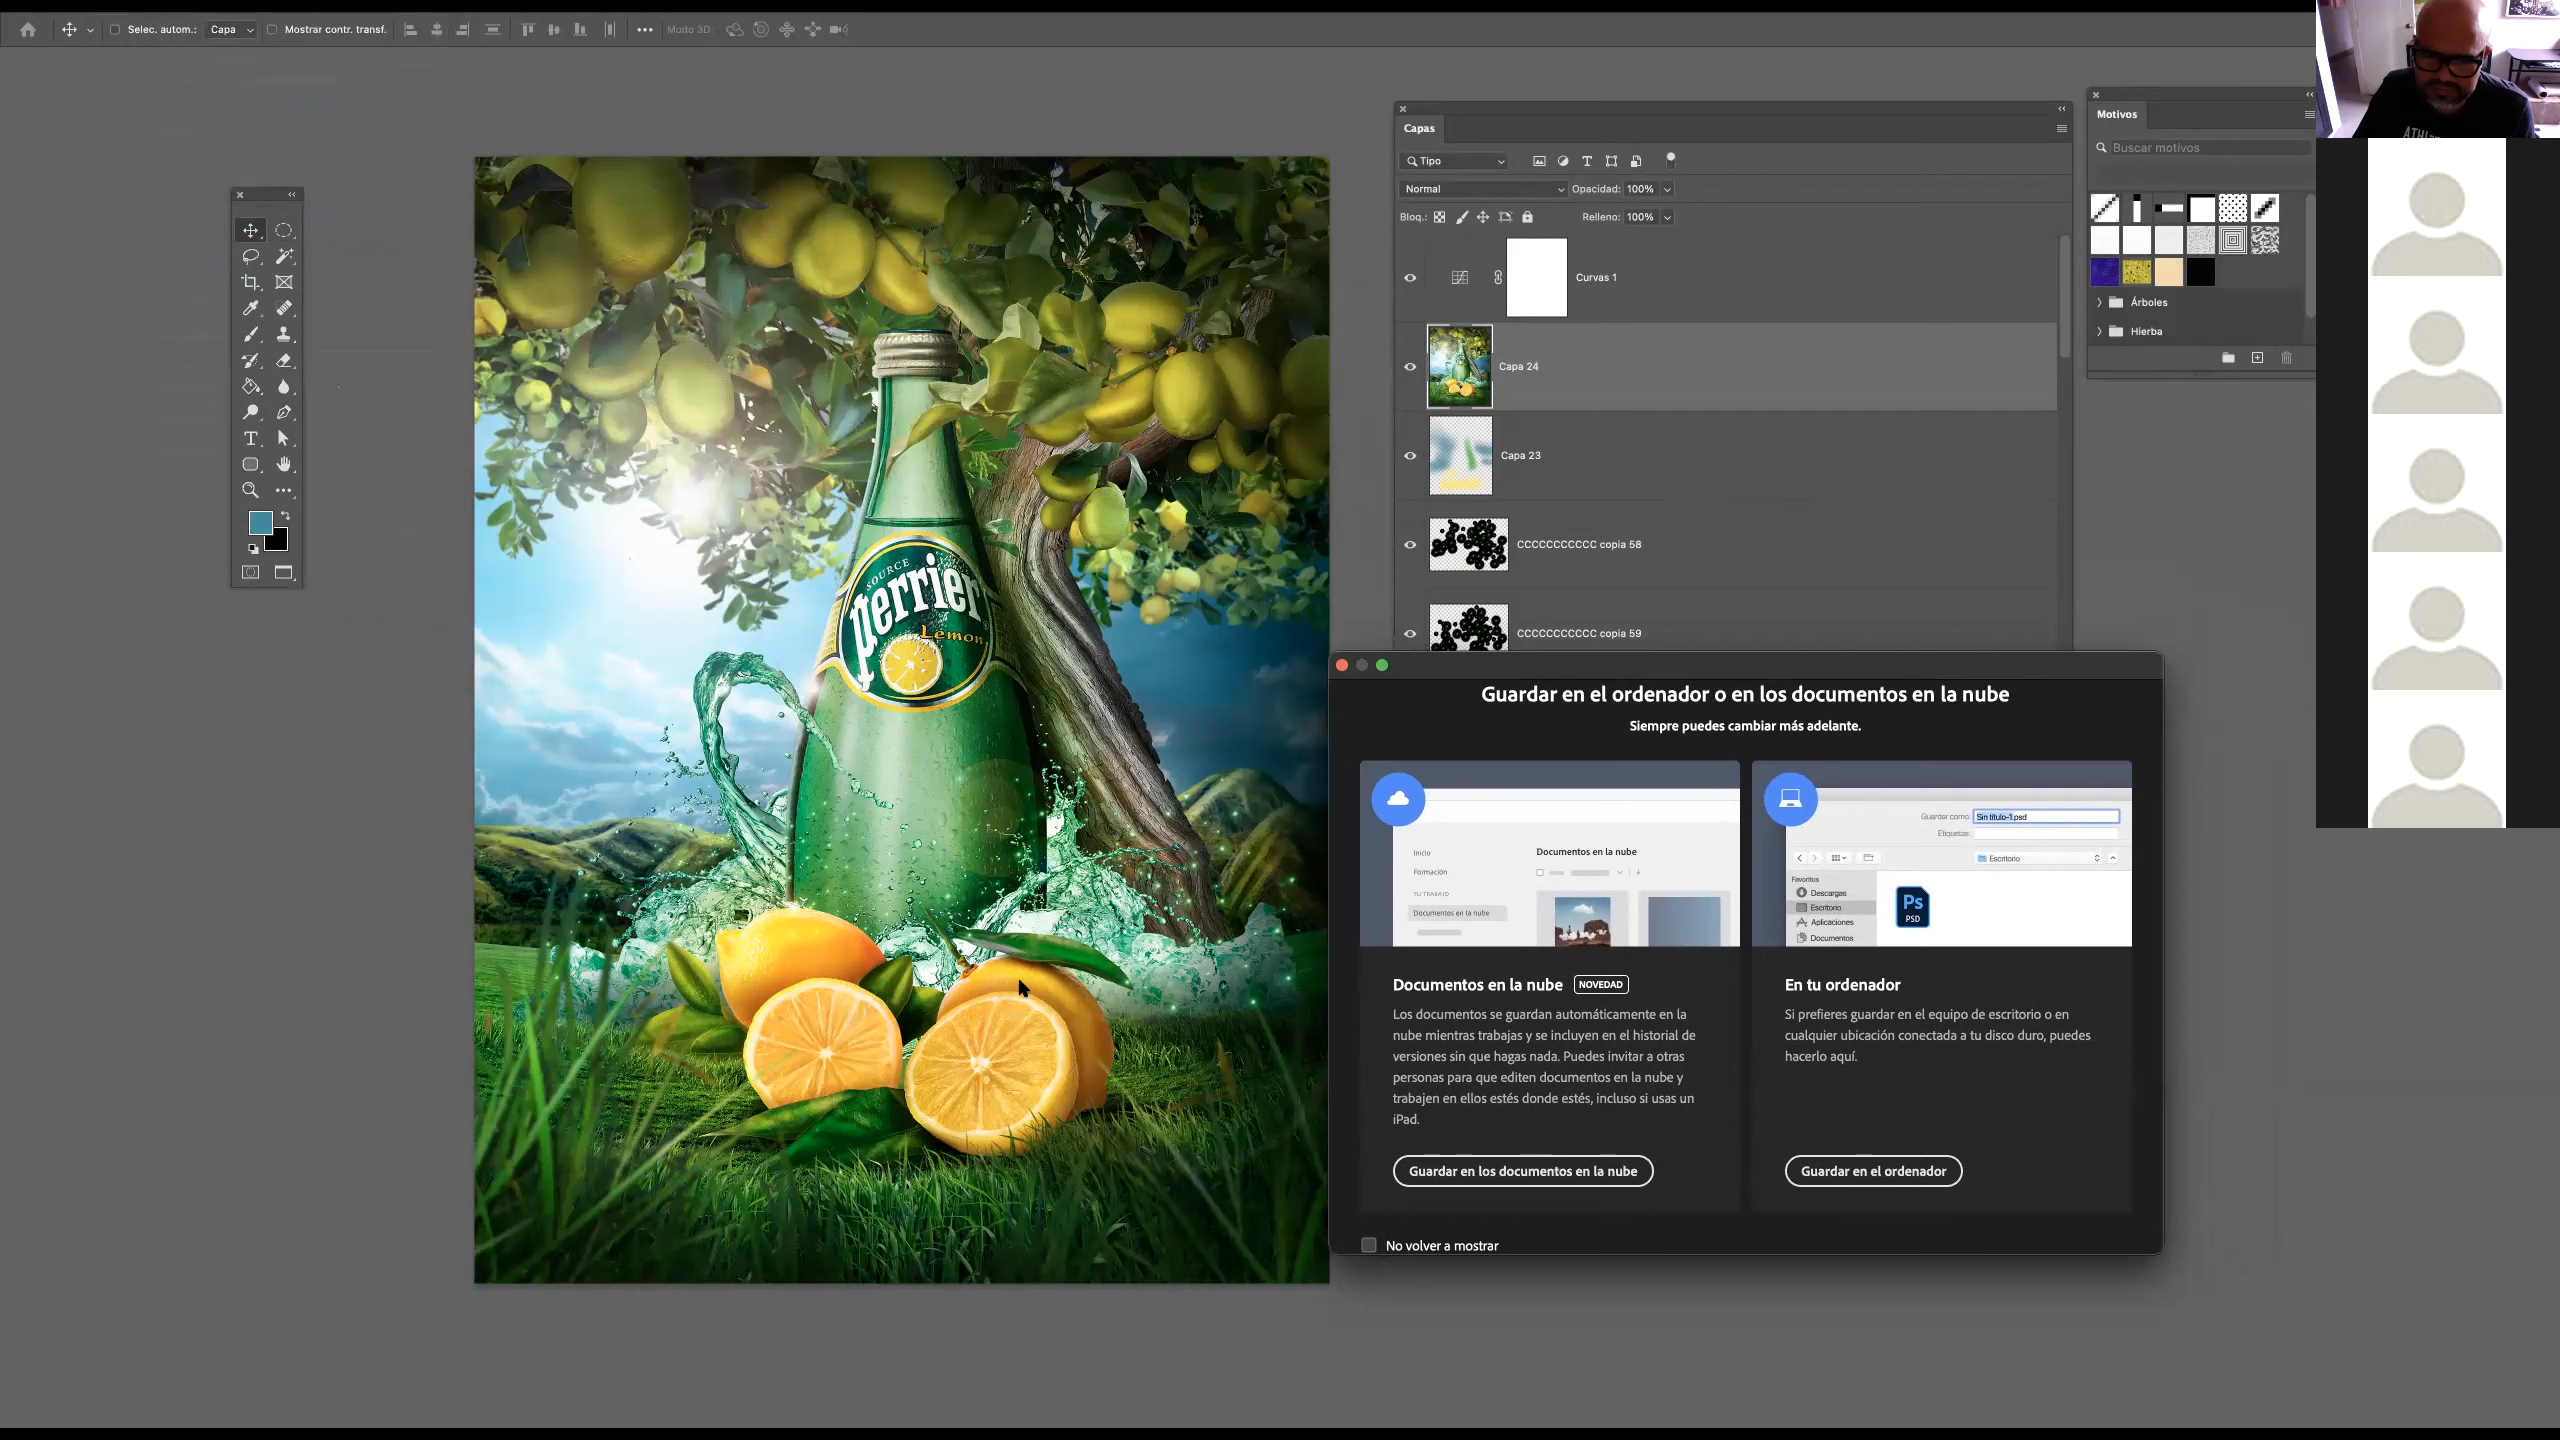 Selec. autom.: Capa Mostrar contr. transf. Modo 3D:
Capas
Tipo
Normal Opacidad: 100%
Bloq.: Relleno: 100%
Curvas 1
Capa 24
Capa 23
CCCCCCCCCCC copia 58
CCCCCCCCCCC copia 59
Motivos
Buscar motivos
Árboles
Hierba
SOURCE
perrier
Lemon
Guardar en el ordenador o en los documentos en la nube
Siempre puedes cambiar más adelante.
Inicio
Formación
TU TRABAJO
Documentos en la nube
Documentos en la nube
Guardar como: Sin título-1.psd
Etiquetas:
Escritorio
Favoritos
Descargas
Escritorio
Aplicaciones
Documentos
Ps
PSD
Documentos en la nube NOVEDAD
Los documentos se guardan automáticamente en la
nube mientras trabajas y se incluyen en el historial de
versiones sin que hagas nada. Puedes invitar a otras
personas para que editen documentos en la nube y
trabajen en ellos estés donde estés, incluso si usas un
iPad.
Guardar en los documentos en la nube
En tu ordenador
Si prefieres guardar en el equipo de escritorio o en
cualquier ubicación conectada a tu disco duro, puedes
hacerlo aquí.
Guardar en el ordenador
No volver a mostrar